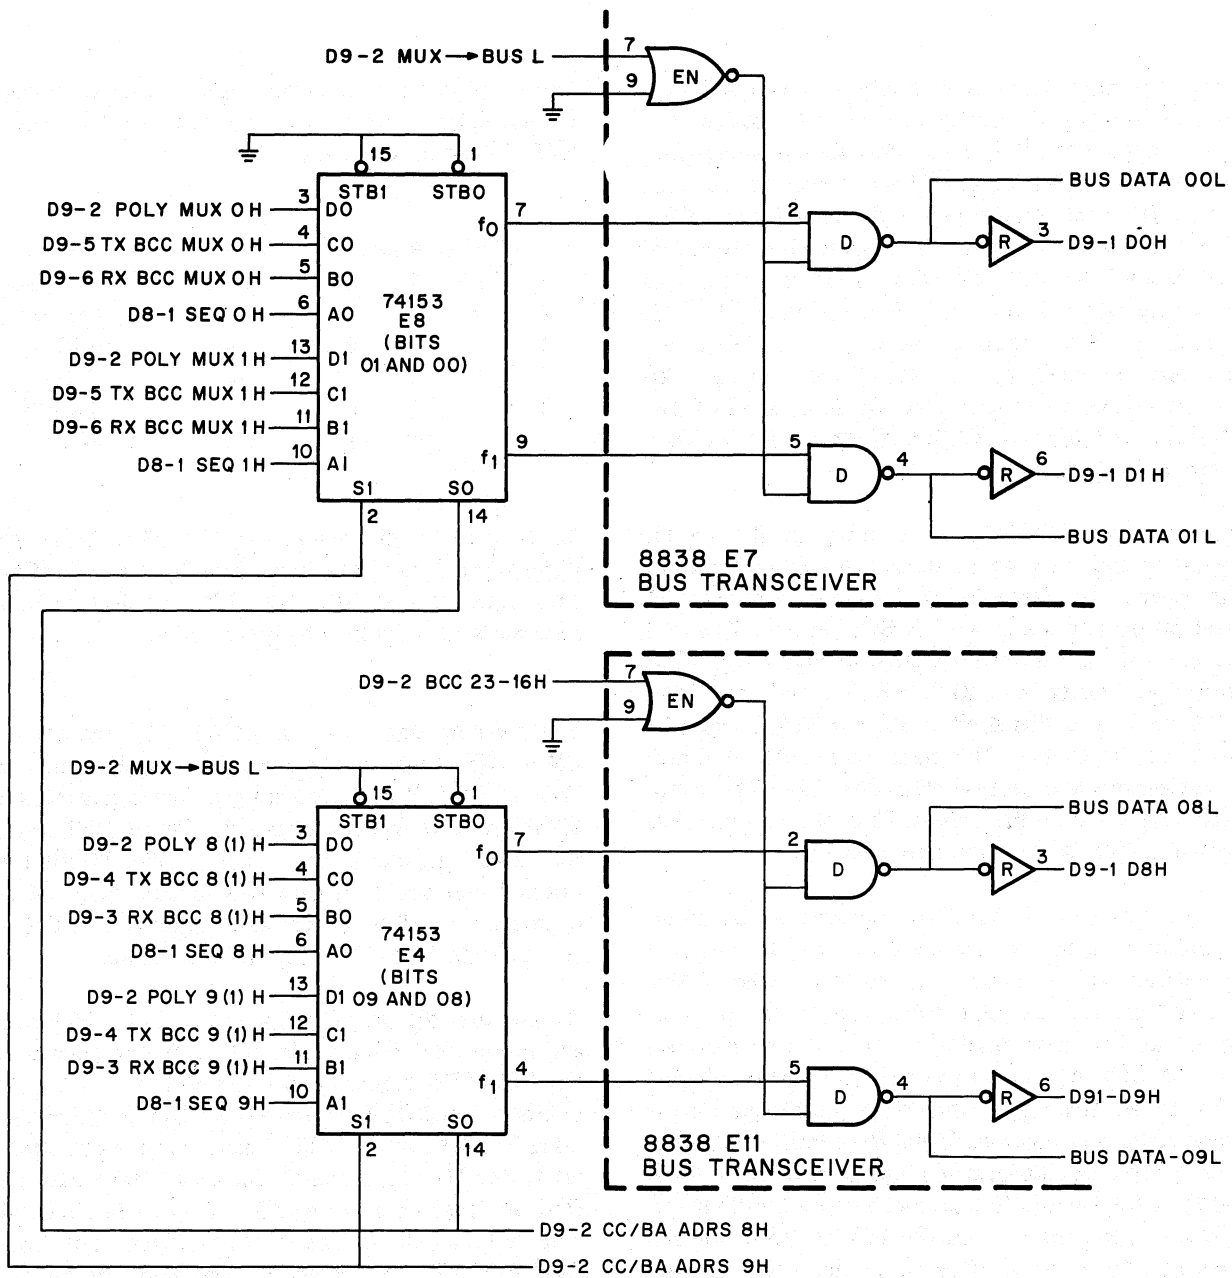 D9-2 MUX→BUS L
7
9
EN
15
1
STB1
STB0
BUS DATA 00L
D9-2 POLY MUX 0H
3
D0
f0
7
2
D
R
3
D9-1 D0H
D9-5 TX BCC MUX 0H
4
C0
D9-6 RX BCC MUX 0H
5
B0
D8-1 SEQ 0H
6
A0
74153
E8
(BITS
01 AND 00)
D9-2 POLY MUX 1H
13
D1
D9-5 TX BCC MUX 1H
12
C1
D9-6 RX BCC MUX 1H
11
B1
D8-1 SEQ 1H
10
A1
f1
9
5
D
4
R
6
D9-1 D1H
BUS DATA 01L
S1
S0
2
14
8838 E7
BUS TRANSCEIVER
D9-2 BCC 23-16H
7
9
EN
D9-2 MUX→BUS L
15
1
STB1
STB0
BUS DATA 08L
D9-2 POLY 8(1) H
3
D0
f0
7
2
D
R
3
D9-1 D8H
D9-4 TX BCC 8(1) H
4
C0
D9-3 RX BCC 8(1) H
5
B0
D8-1 SEQ 8H
6
A0
74153
E4
(BITS
09 AND 08)
D9-2 POLY 9(1) H
13
D1
D9-4 TX BCC 9(1) H
12
C1
D9-3 RX BCC 9(1) H
11
B1
D8-1 SEQ 9H
10
A1
f1
4
5
D
4
R
6
D91-D9H
BUS DATA-09L
S1
S0
2
14
8838 E11
BUS TRANSCEIVER
D9-2 CC/BA ADRS 8H
D9-2 CC/BA ADRS 9H